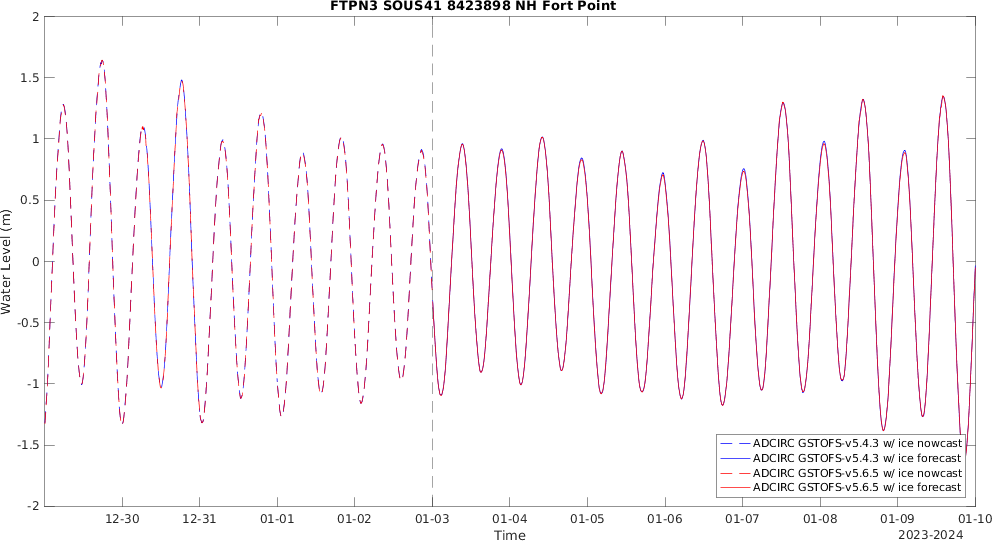 FTPN3 SOUS41 8423898 NH Fort Point
2
1.5
1
0.5
0
-0.5
-1
-1.5
-2
Water Level (m)
ADCIRC GSTOFS-v5.4.3 w/ ice nowcast
ADCIRC GSTOFS-v5.4.3 w/ ice forecast
ADCIRC GSTOFS-v5.6.5 w/ ice nowcast
ADCIRC GSTOFS-v5.6.5 w/ ice forecast
12-30 12-31 01-01 01-02 01-03 01-04 01-05 01-06 01-07 01-08 01-09 01-10
Time
2023-2024